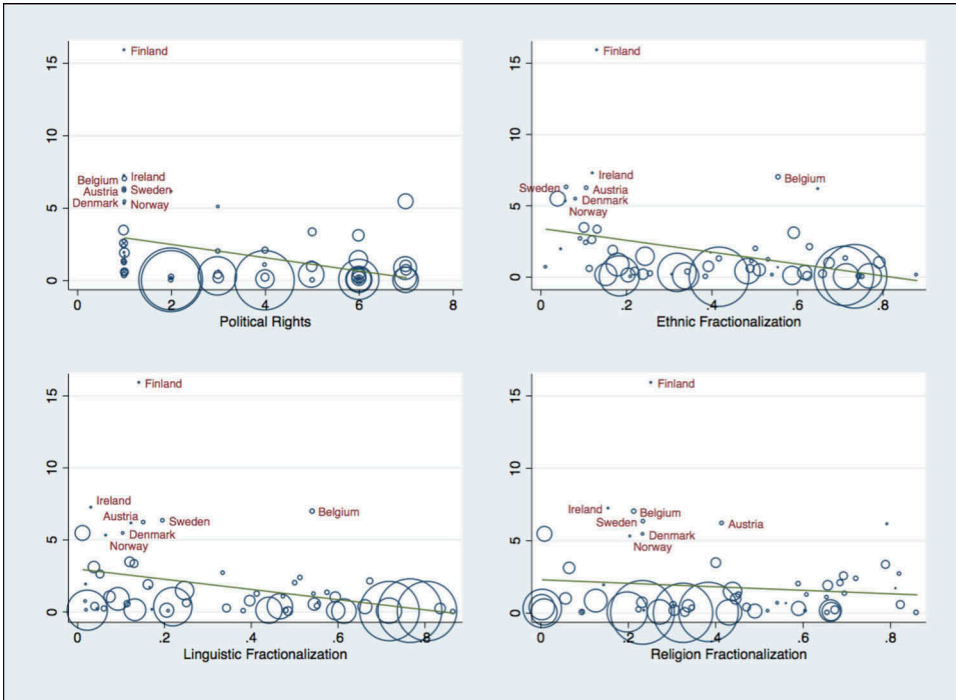 15
10
5
0
Finland
Ireland
Belgium
Austria
Sweden
Denmark
Norway
0 2 4 6 8
Political Rights
15
10
5
0
Finland
Ireland
Belgium
Sweden
Austria
Denmark
Norway
0 .2 .4 .6 .8
Ethnic Fractionalization
15
10
5
0
Finland
Ireland
Austria
Sweden
Belgium
Denmark
Norway
0 .2 .4 .6 .8
Linguistic Fractionalization
15
10
5
0
Finland
Ireland
Belgium
Sweden
Austria
Denmark
Norway
0 .2 .4 .6 .8
Religion Fractionalization